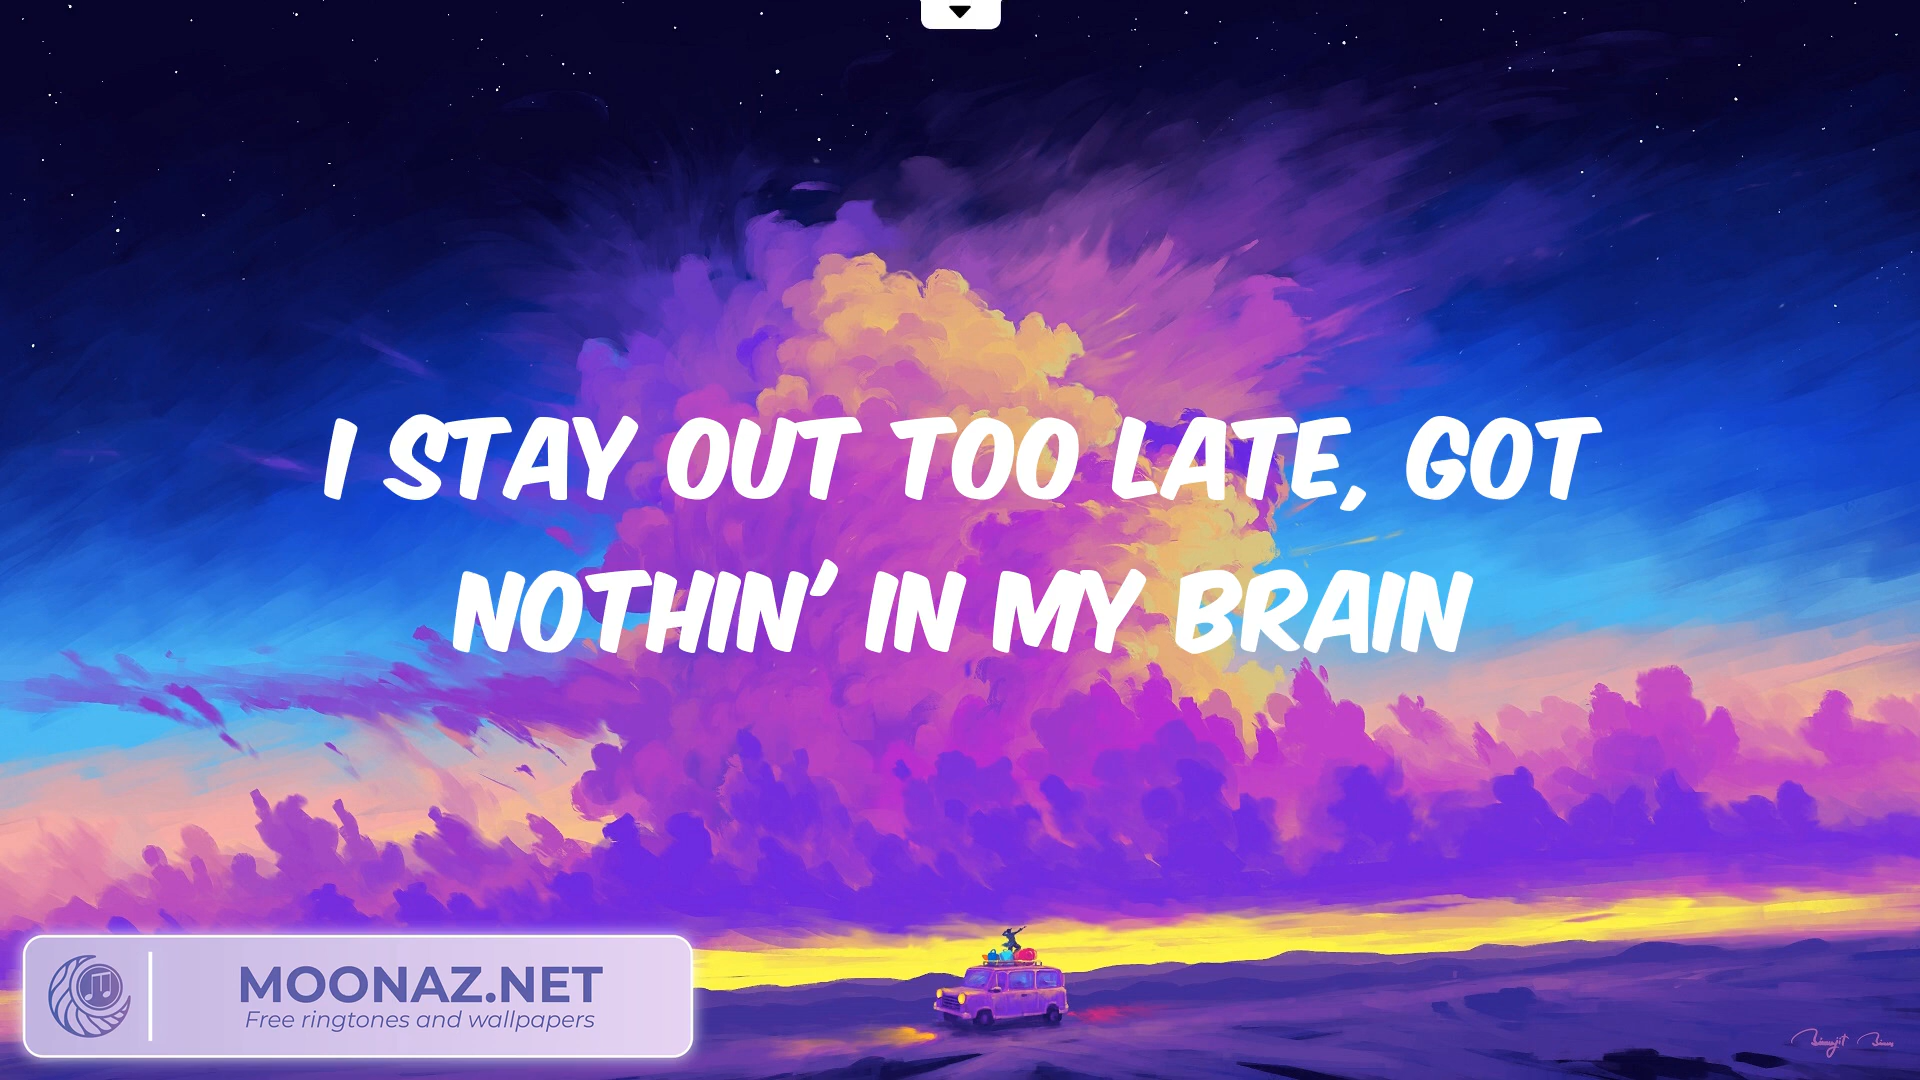 I STAY OUT TOO LATE, GOT
NOTHIN' IN MY BRAIN
MOONAZ.NET
Free ringtones and wallpapers